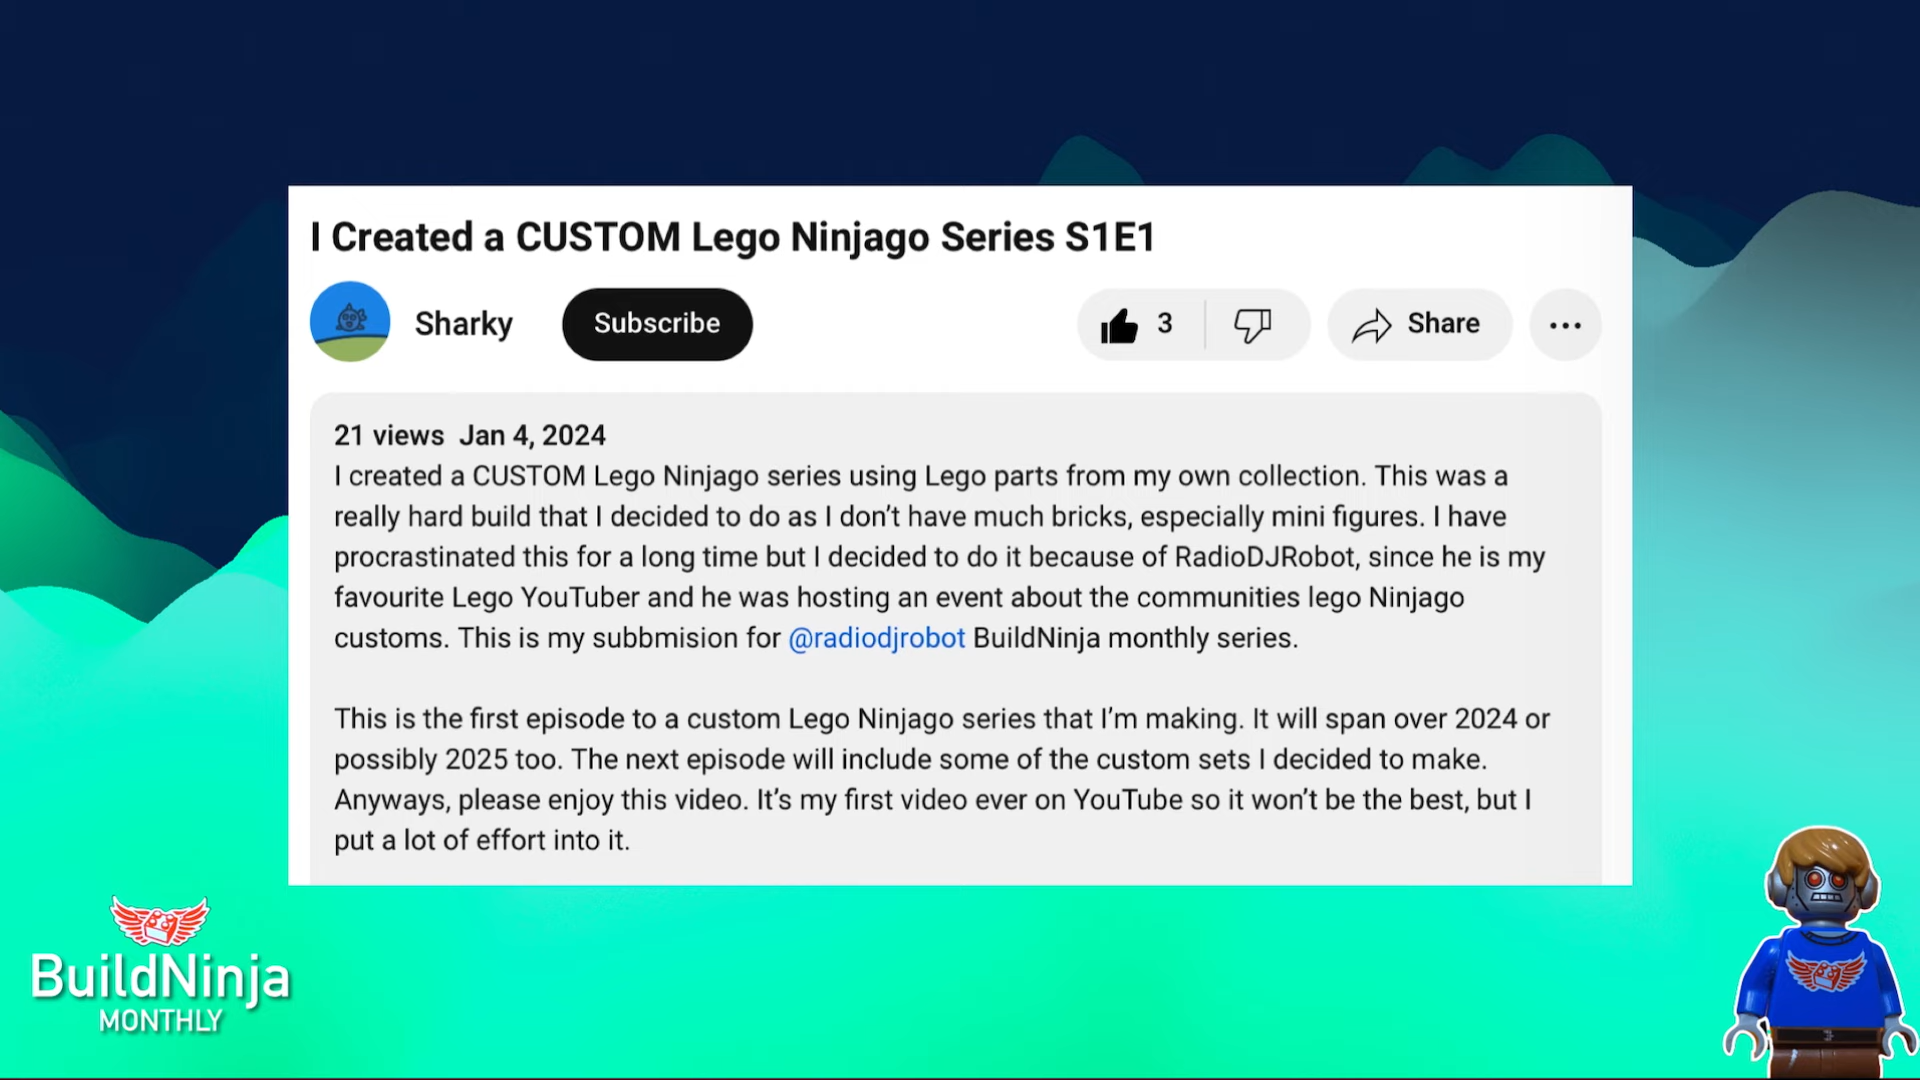 I Created a CUSTOM Lego Ninjago Series S1E1
Sharky
Subscribe
3
Share
21 views Jan 4, 2024
I created a CUSTOM Lego Ninjago series using Lego parts from my own collection. This was a
really hard build that I decided to do as I don’t have much bricks, especially mini figures. I have
procrastinated this for a long time but I decided to do it because of RadioDJRobot, since he is my
favourite Lego YouTuber and he was hosting an event about the communities lego Ninjago
customs. This is my subbmision for @radiodjrobot BuildNinja monthly series.
This is the first episode to a custom Lego Ninjago series that I’m making. It will span over 2024 or
possibly 2025 too. The next episode will include some of the custom sets I decided to make.
Anyways, please enjoy this video. It’s my first video ever on YouTube so it won’t be the best, but I
put a lot of effort into it.
BuildNinja
MONTHLY